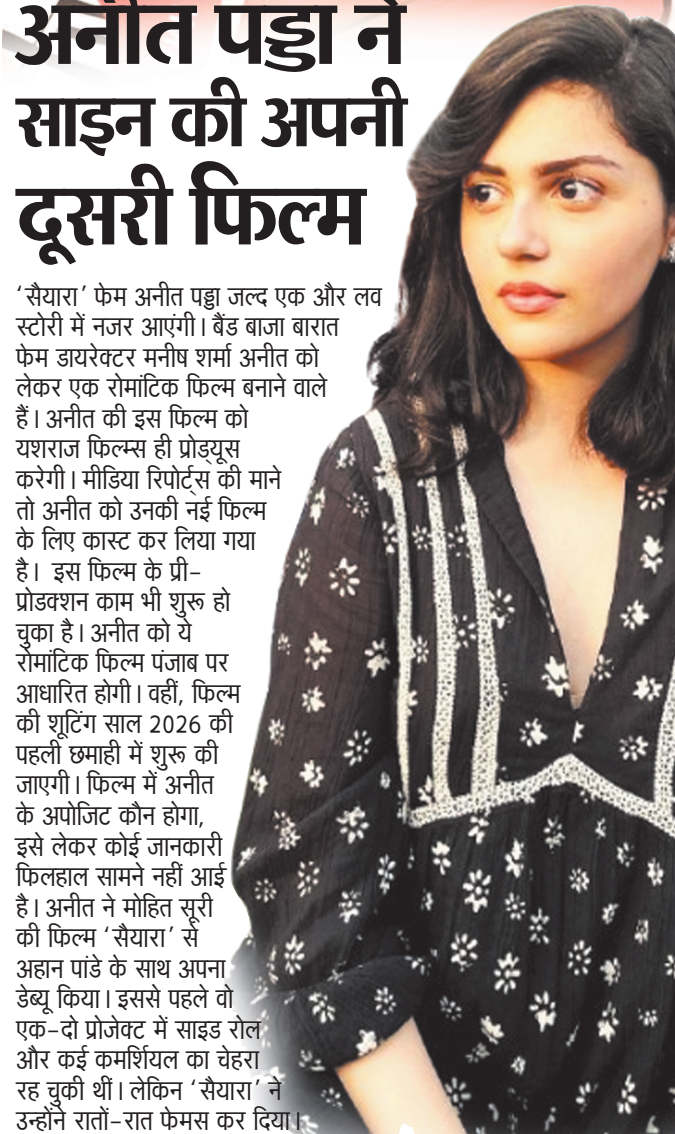 अनीत पड्डा ने
साइन की अपनी
दूसरी फिल्म
‘सैयारा’ फेम अनीत पड्डा जल्द एक और लव
स्टोरी में नजर आएंगी। बैंड बाजा बारात
फेम डायरेक्टर मनीष शर्मा अनीत को
लेकर एक रोमांटिक फिल्म बनाने वाले
हैं। अनीत की इस फिल्म को
यशराज फिल्म्स ही प्रोड्यूस
करेगी। मीडिया रिपोर्ट्स की माने
तो अनीत को उनकी नई फिल्म
के लिए कास्ट कर लिया गया
है। इस फिल्म के प्री-
प्रोडक्शन काम भी शुरू हो
चुका है। अनीत को ये
रोमांटिक फिल्म पंजाब पर
आधारित होगी। वहीं, फिल्म
की शूटिंग साल 2026 की
पहली छमाही में शुरू की
जाएगी। फिल्म में अनीत
के अपोजिट कौन होगा,
इसे लेकर कोई जानकारी
फिलहाल सामने नहीं आई
है। अनीत ने मोहित सूरी
की फिल्म ‘सैयारा’ से
अहान पांडे के साथ अपना
डेब्यू किया। इससे पहले वो
एक-दो प्रोजेक्ट में साइड रोल
और कई कमर्शियल का चेहरा
रह चुकी थीं। लेकिन ‘सैयारा’ ने
उन्होंने रातों-रात फेमस कर दिया।